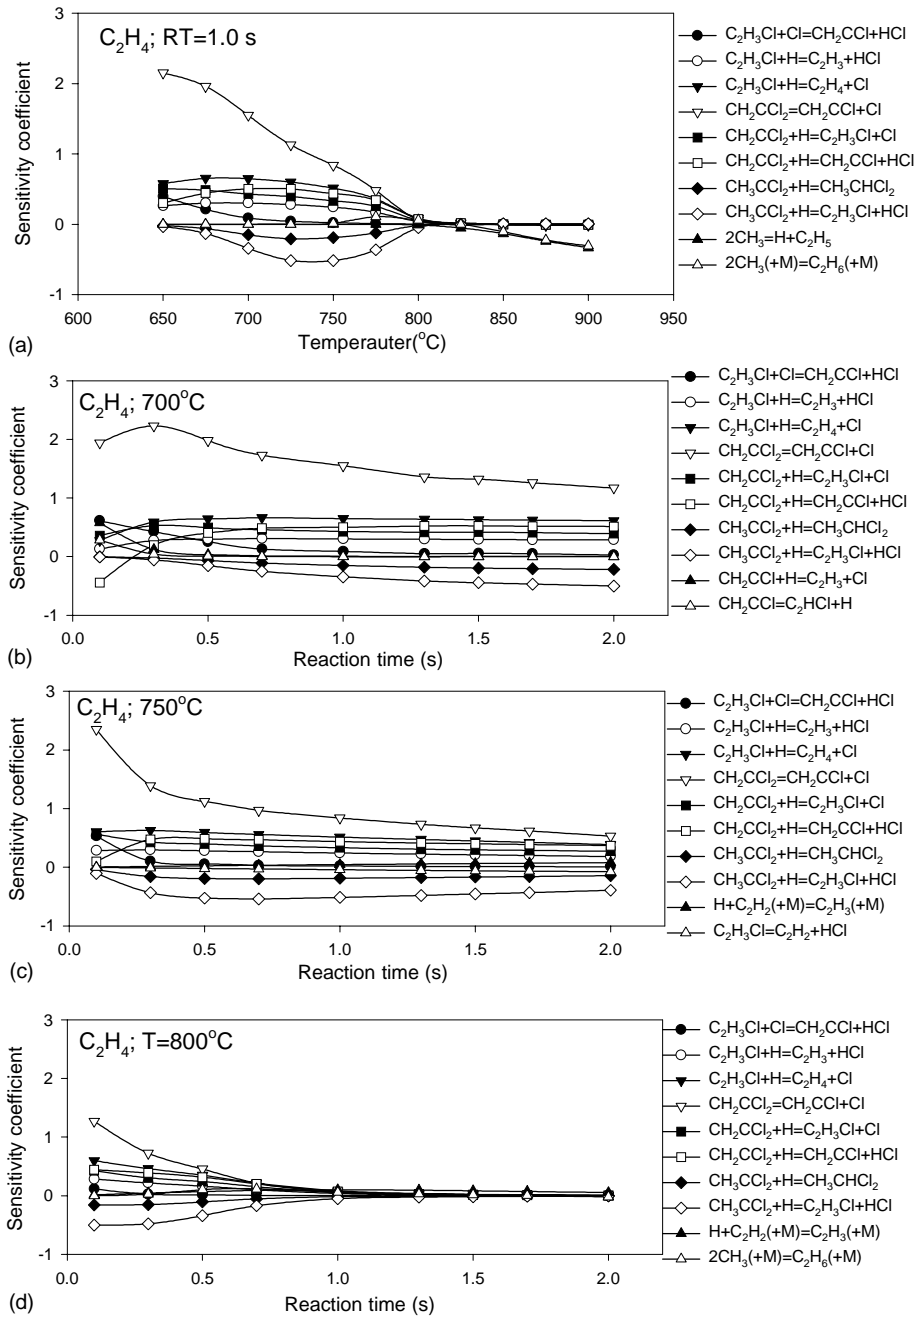 C₂H₄; RT=1.0 s
Sensitivity coefficient
3
2
1
0
-1
600
650
700
750
800
850
900
950
Temperauter(°C)
(a)
C₂H₃Cl+Cl=CH₂CCl+HCl
C₂H₃Cl+H=C₂H₃+HCl
C₂H₃Cl+H=C₂H₄+Cl
CH₂CCl₂=CH₂CCl+Cl
CH₂CCl₂+H=C₂H₃Cl+Cl
CH₂CCl₂+H=CH₂CCl+HCl
CH₃CCl₂+H=CH₃CHCl₂
CH₃CCl₂+H=C₂H₃Cl+HCl
2CH₃=H+C₂H₅
2CH₃(+M)=C₂H₆(+M)
C₂H₄; 700°C
Sensitivity coefficient
3
2
1
0
-1
0.0
0.5
1.0
1.5
2.0
Reaction time (s)
(b)
C₂H₃Cl+Cl=CH₂CCl+HCl
C₂H₃Cl+H=C₂H₃+HCl
C₂H₃Cl+H=C₂H₄+Cl
CH₂CCl₂=CH₂CCl+Cl
CH₂CCl₂+H=C₂H₃Cl+Cl
CH₂CCl₂+H=CH₂CCl+HCl
CH₃CCl₂+H=CH₃CHCl₂
CH₃CCl₂+H=C₂H₃Cl+HCl
CH₂CCl+H=C₂H₃+Cl
CH₂CCl=C₂HCl+H
C₂H₄; 750°C
Sensitivity coefficient
3
2
1
0
-1
0.0
0.5
1.0
1.5
2.0
Reaction time (s)
(c)
C₂H₃Cl+Cl=CH₂CCl+HCl
C₂H₃Cl+H=C₂H₃+HCl
C₂H₃Cl+H=C₂H₄+Cl
CH₂CCl₂=CH₂CCl+Cl
CH₂CCl₂+H=C₂H₃Cl+Cl
CH₂CCl₂+H=CH₂CCl+HCl
CH₃CCl₂+H=CH₃CHCl₂
CH₃CCl₂+H=C₂H₃Cl+HCl
H+C₂H₂(+M)=C₂H₃(+M)
C₂H₃Cl=C₂H₂+HCl
C₂H₄; T=800°C
Sensitivity coefficient
3
2
1
0
-1
0.0
0.5
1.0
1.5
2.0
Reaction time (s)
(d)
C₂H₃Cl+Cl=CH₂CCl+HCl
C₂H₃Cl+H=C₂H₃+HCl
C₂H₃Cl+H=C₂H₄+Cl
CH₂CCl₂=CH₂CCl+Cl
CH₂CCl₂+H=C₂H₃Cl+Cl
CH₂CCl₂+H=CH₂CCl+HCl
CH₃CCl₂+H=CH₃CHCl₂
CH₃CCl₂+H=C₂H₃Cl+HCl
H+C₂H₂(+M)=C₂H₃(+M)
2CH₃(+M)=C₂H₆(+M)